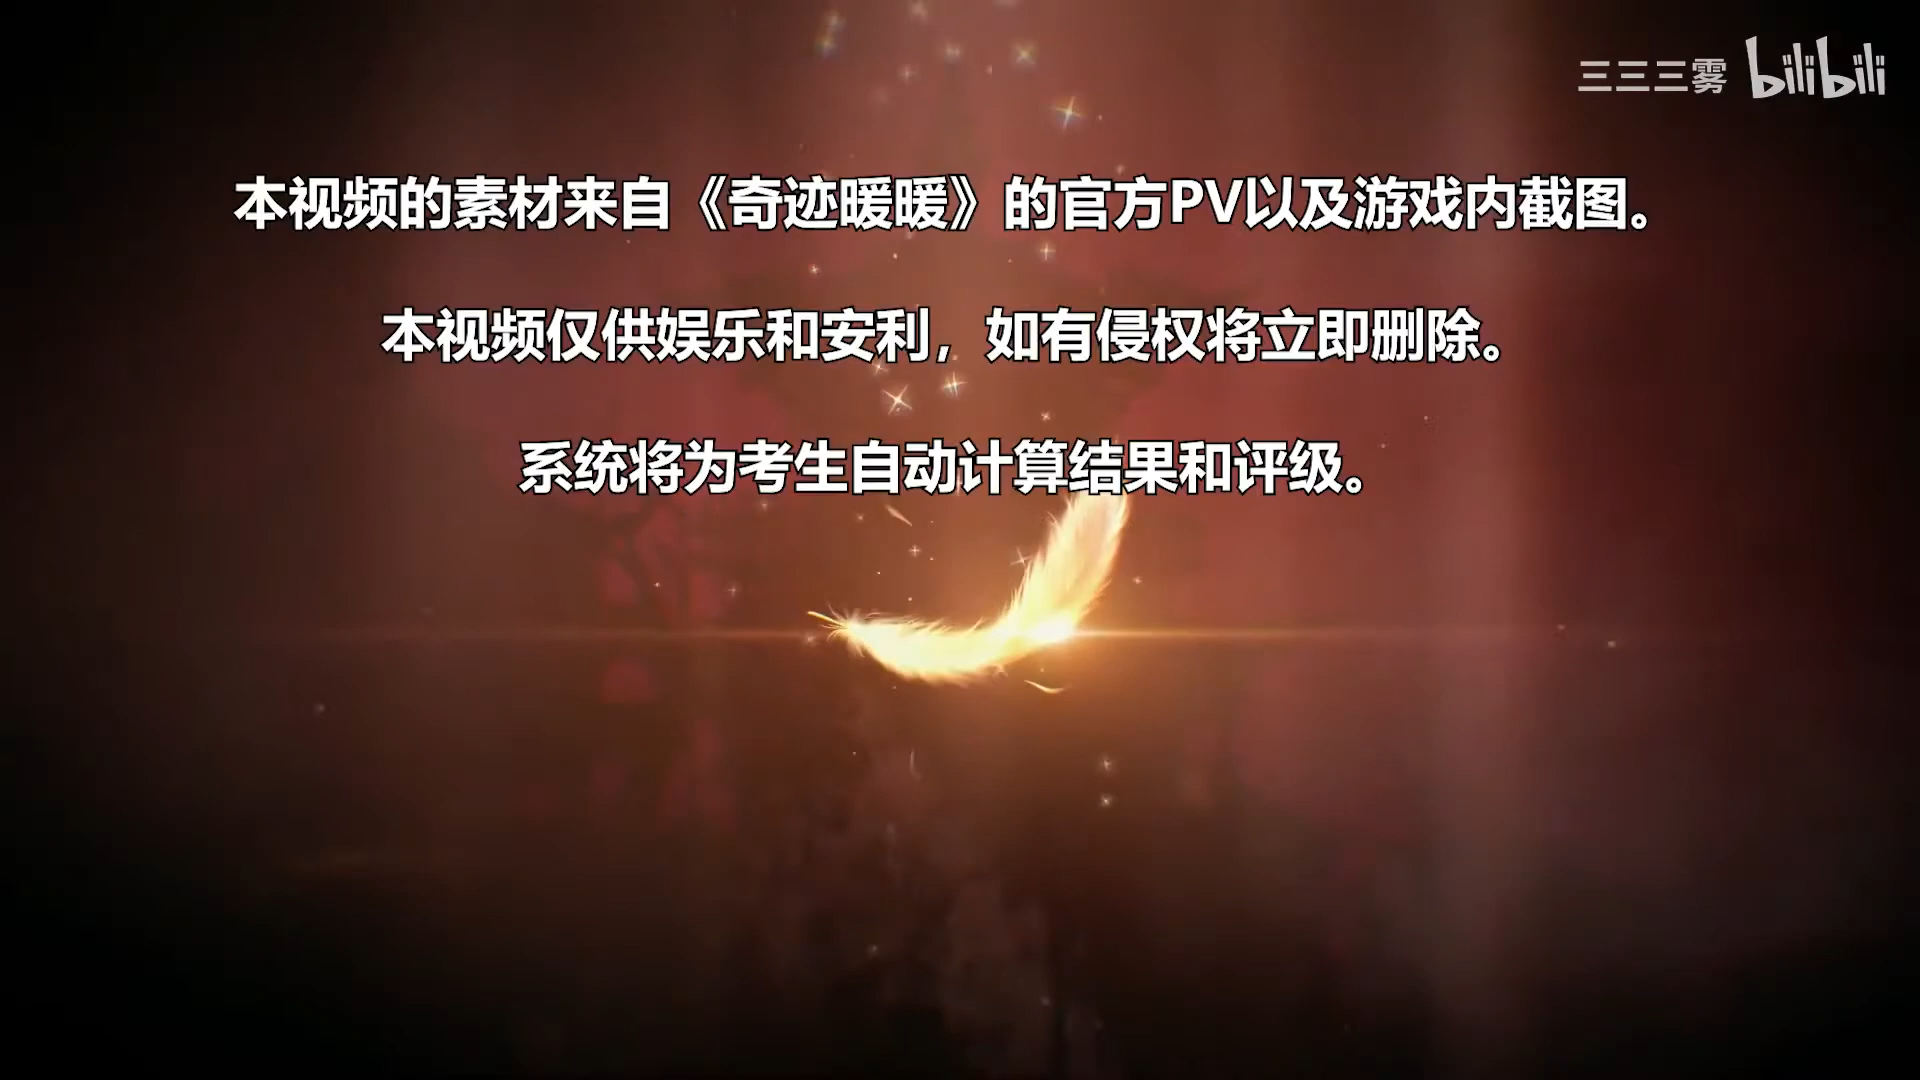 三三三雾 bilibili
本视频的素材来自《奇迹暖暖》的官方PV以及游戏内截图。
本视频仅供娱乐和安利，如有侵权将立即删除。
系统将为考生自动计算结果和评级。